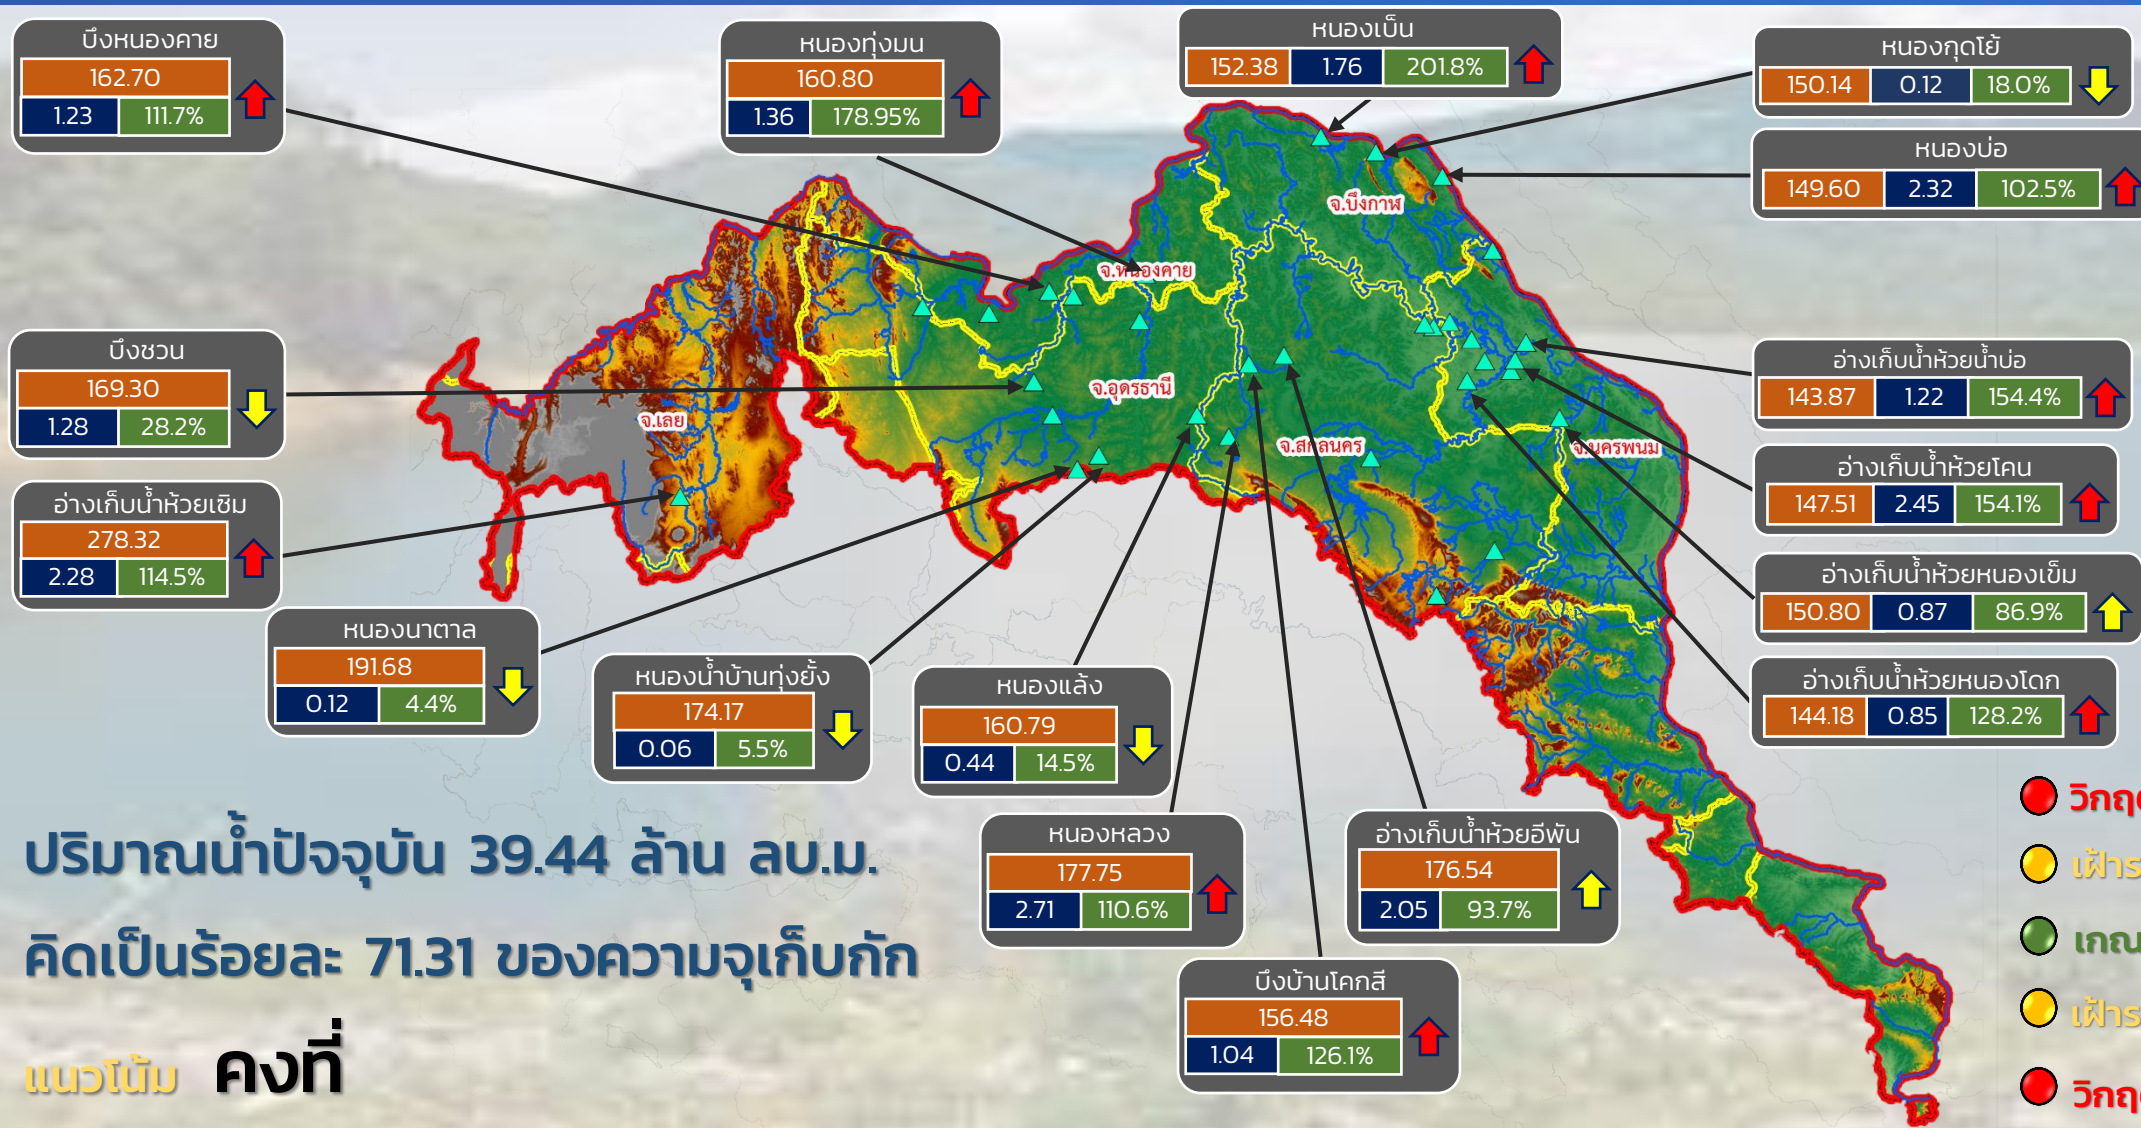 บึงหนองคาย
162.70
1.23 111.7%
หนองทุ่งมน
160.80
1.36 178.95%
หนองเบ็น
152.38 1.76 201.8%
หนองกุดโย้
150.14 0.12 18.0%
หนองบ่อ
149.60 2.32 102.5%
จ.บึงกาฬ
จ.หนองคาย
จ.อุดรธานี
จ.เลย
จ.สกลนคร
จ.นครพนม
บึงชวน
169.30
1.28 28.2%
อ่างเก็บน้ำห้วยน้ำบ่อ
143.87 1.22 154.4%
อ่างเก็บน้ำห้วยโคน
147.51 2.45 154.1%
อ่างเก็บน้ำห้วยเซิม
278.32
2.28 114.5%
อ่างเก็บน้ำห้วยหนองเข็ม
150.80 0.87 86.9%
หนองนาตาล
191.68
0.12 4.4%
หนองน้ำบ้านทุ่งยั้ง
174.17
0.06 5.5%
หนองแล้ง
160.79
0.44 14.5%
อ่างเก็บน้ำห้วยหนองโดก
144.18 0.85 128.2%
หนองหลวง
177.75
2.71 110.6%
อ่างเก็บน้ำห้วยอีพัน
176.54
2.05 93.7%
บึงบ้านโคกสี
156.48
1.04 126.1%
ปริมาณน้ำปัจจุบัน 39.44 ล้าน ลบ.ม.
คิดเป็นร้อยละ 71.31 ของความจุเก็บกัก
แนวโน้ม คงที่